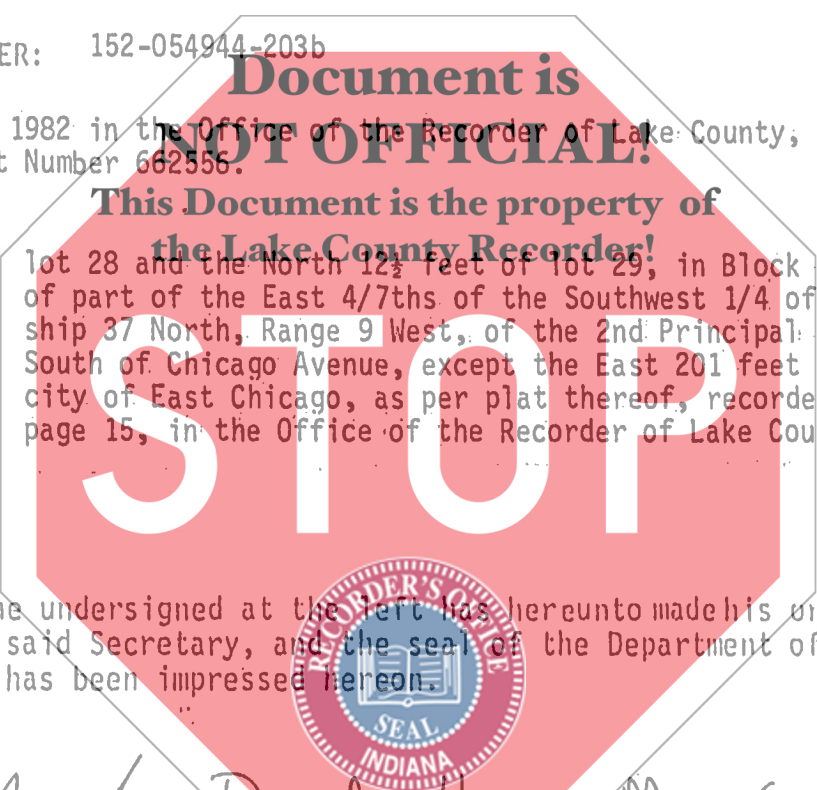 ER: 152-054944-203b
Document is
1982 in the Office of the Recorder of Lake County,
NOT OFFICIAL!
t Number 662556.
This Document is the property of
the Lake County Recorder!
lot 28 and the North 12½ feet of lot 29, in Block
of part of the East 4/7ths of the Southwest 1/4 of
ship 37 North, Range 9 West, of the 2nd Principal
South of Chicago Avenue, except the East 201 feet
city of East Chicago, as per plat thereof, recorde
page 15, in the Office of the Recorder of Lake Cou
STOP
RECORDER'S OFFICE
he undersigned at the left has hereunto made his
said Secretary, and the seal of the Department of
has been impressed hereon.
SEAL
INDIANA